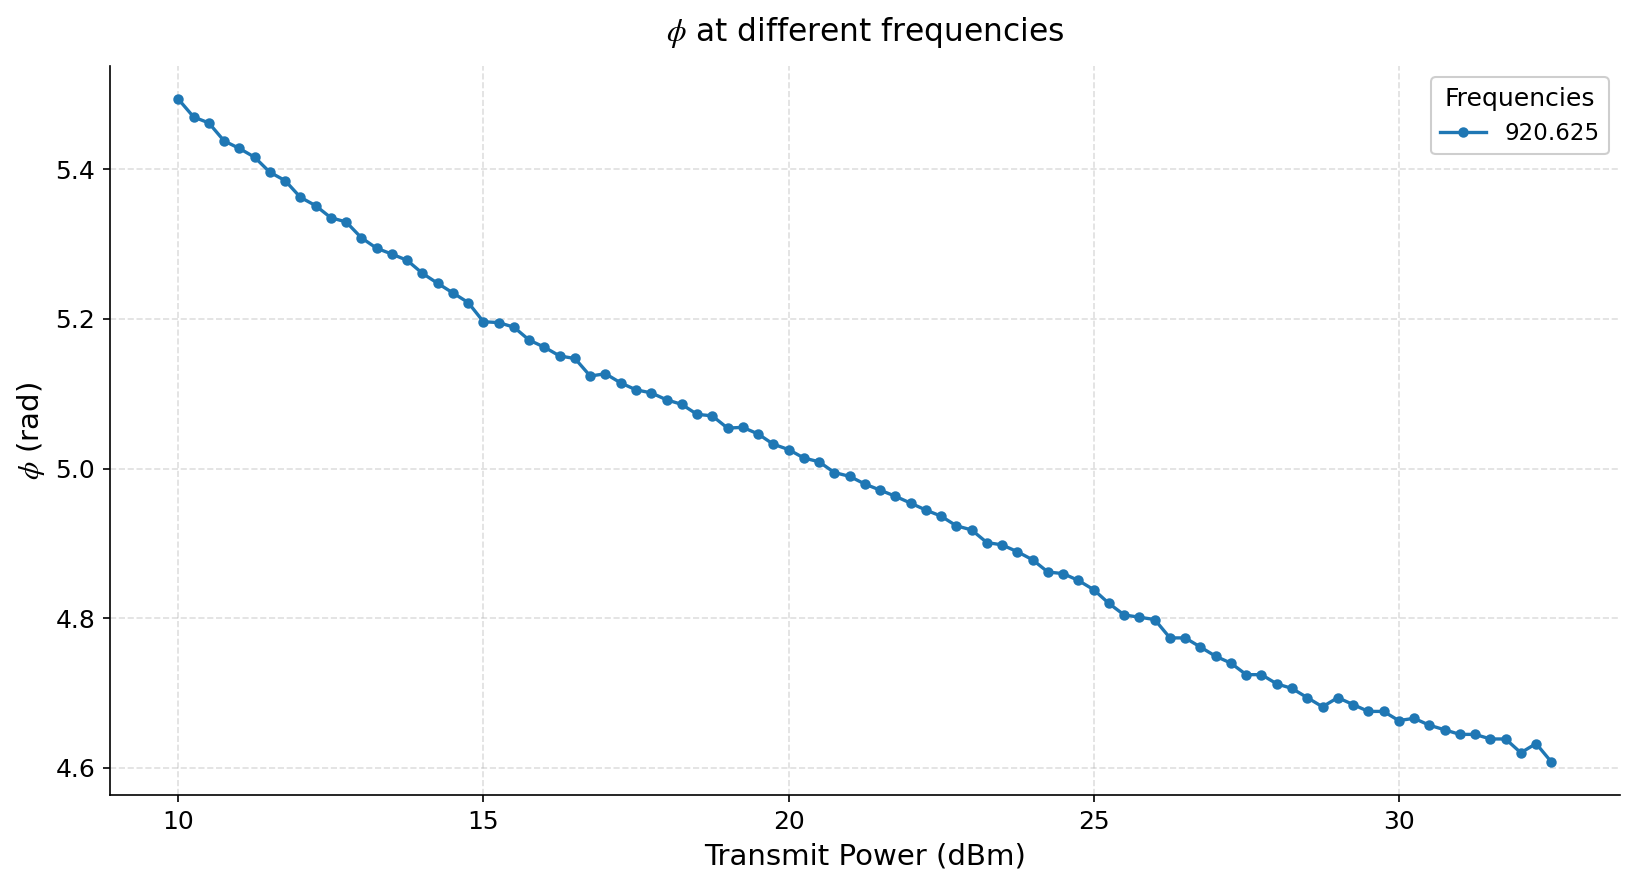 ϕ at different frequencies
Frequencies
920.625
ϕ (rad)
5.4
5.2
5.0
4.8
4.6
10 15 20 25 30
Transmit Power (dBm)